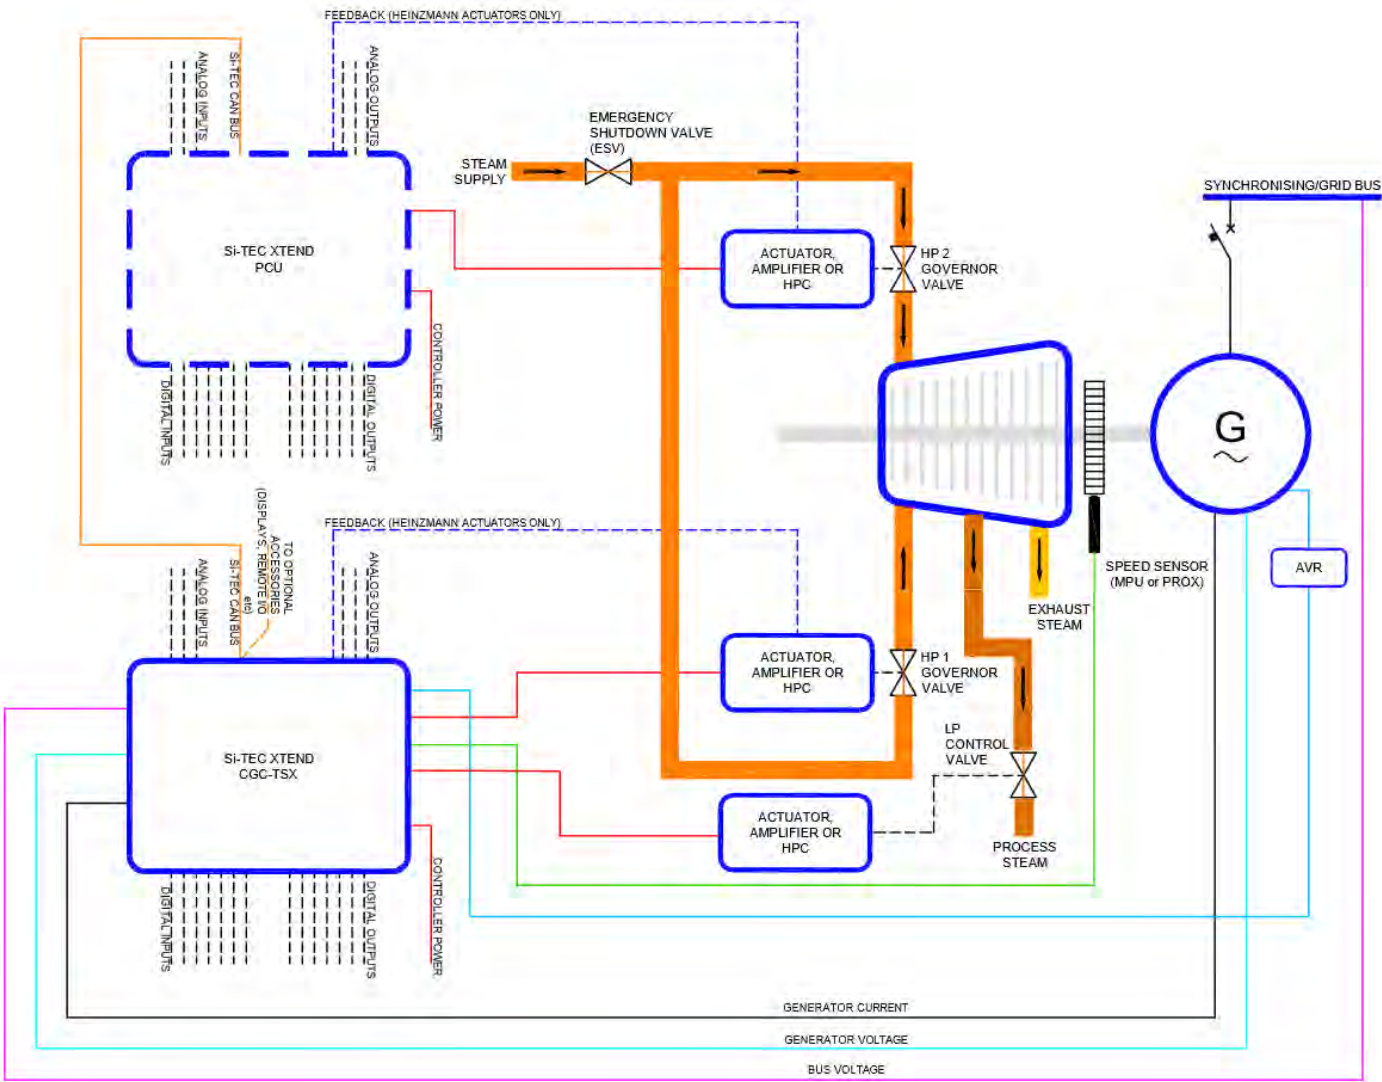 FEEDBACK (HEINZMANN ACTUATORS ONLY)
ANALOG INPUTS
Si-TEC CAN BUS
ANALOG OUTPUTS
EMERGENCY
SHUTDOWN VALVE
(ESV)
STEAM
SUPPLY
SYNCHRONISING/GRID BUS
Si-TEC XTEND
PCU
ACTUATOR,
AMPLIFIER OR
HPC
HP 2
GOVERNOR
VALVE
CONTROLLER POWER
DIGITAL INPUTS
DIGITAL OUTPUTS
G
FEEDBACK (HEINZMANN ACTUATORS ONLY)
TO OPTIONAL
ACCESSORIES
(DISPLAYS, REMOTE I/O
etc)
ANALOG INPUTS
Si-TEC CAN BUS
ANALOG OUTPUTS
SPEED SENSOR
(MPU or PROX)
AVR
EXHAUST
STEAM
ACTUATOR,
AMPLIFIER OR
HPC
HP 1
GOVERNOR
VALVE
Si-TEC XTEND
CGC-TSX
LP
CONTROL
VALVE
ACTUATOR,
AMPLIFIER OR
HPC
PROCESS
STEAM
CONTROLLER POWER
DIGITAL INPUTS
DIGITAL OUTPUTS
GENERATOR CURRENT
GENERATOR VOLTAGE
BUS VOLTAGE